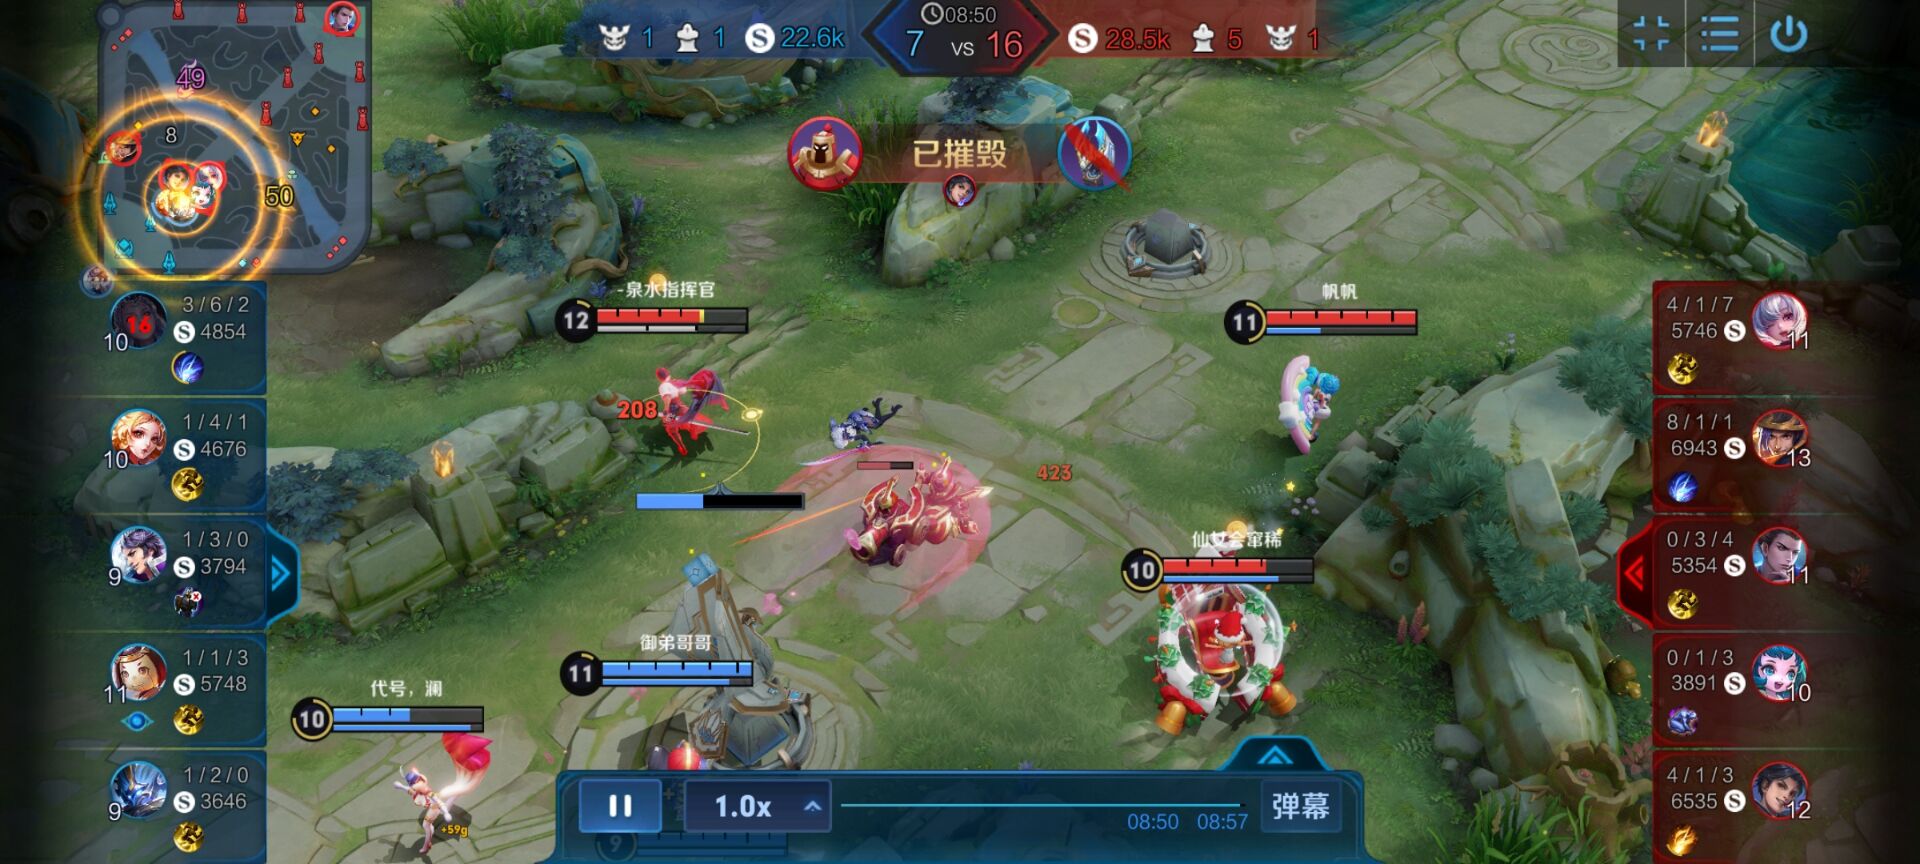 1 1 S 22.6k
08:50
7 VS 16
S 28.5k 5 1
49
8
50
已摧毁
3/6/2
16
10 S 4854
1/4/1
10 S 4676
1/3/0
9 S 3794
1/1/3
11 S 5748
1/2/0
9 S 3646
-泉水指挥官
12
帆帆
11
208
423
仙女会窜稀
10
御弟哥哥
11
代号，澜
10
+59g
4/1/7
5746 S 11
8/1/1
6943 S 13
0/3/4
5354 S 11
0/1/3
3891 S 10
4/1/3
6535 S 12
1.0x
08:50 08:57
弹幕
9